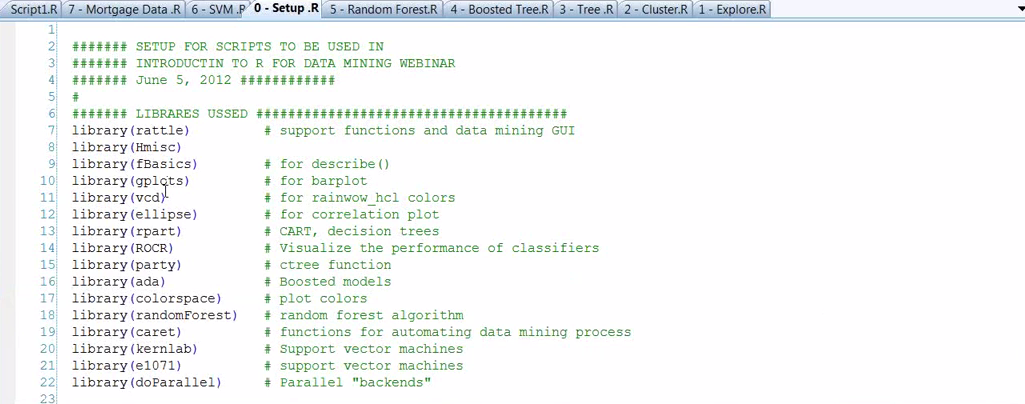 Script1.R 7 - Mortgage Data .R 6 - SVM .R 0 - Setup .R 5 - Random Forest.R 4 - Boosted Tree.R 3 - Tree .R 2 - Cluster.R 1 - Explore.R
1
2 ####### SETUP FOR SCRIPTS TO BE USED IN
3 ####### INTRODUCTIN TO R FOR DATA MINING WEBINAR
4 ####### June 5, 2012 ############
5 #
6 ####### LIBRARES USSED #######################################
7 library(rattle) # support functions and data mining GUI
8 library(Hmisc)
9 library(fBasics) # for describe()
10 library(gplots) # for barplot
11 library(vcd) # for rainwow_hcl colors
12 library(ellipse) # for correlation plot
13 library(rpart) # CART, decision trees
14 library(ROCR) # Visualize the performance of classifiers
15 library(party) # ctree function
16 library(ada) # Boosted models
17 library(colorspace) # plot colors
18 library(randomForest) # random forest algorithm
19 library(caret) # functions for automating data mining process
20 library(kernlab) # Support vector machines
21 library(e1071) # support vector machines
22 library(doParallel) # Parallel "backends"
23